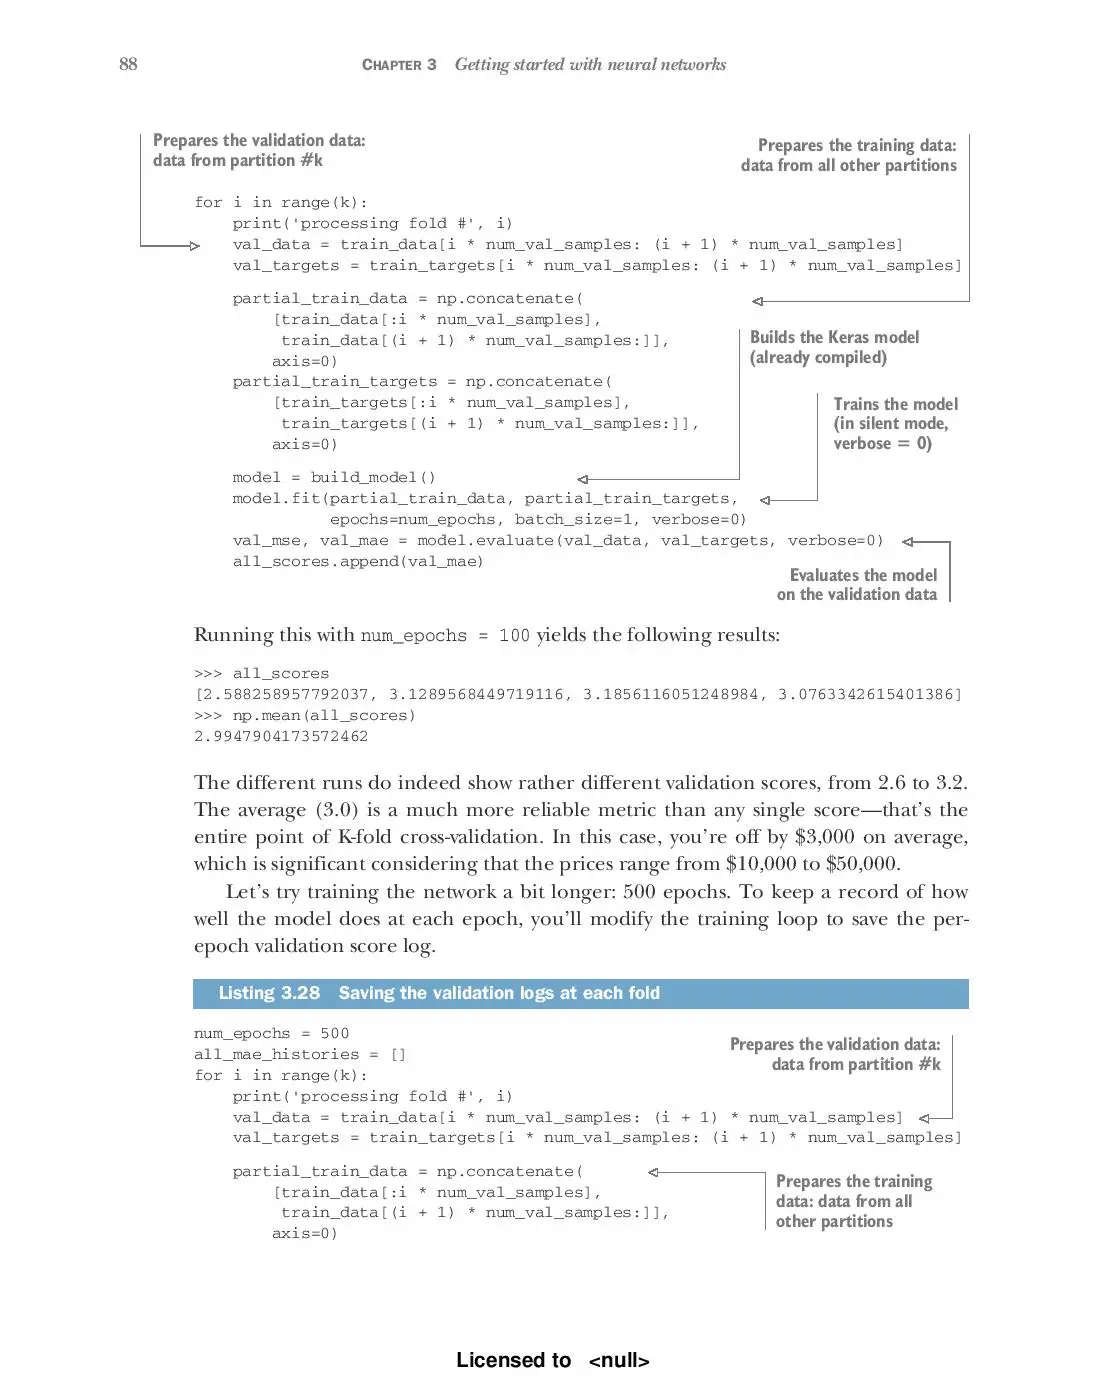 88
CHAPTER 3 Getting started with neural networks
Prepares the validation data:
data from partition #k
Prepares the training data:
data from all other partitions
for i in range(k):
    print('processing fold #', i)
    val_data = train_data[i * num_val_samples: (i + 1) * num_val_samples]
    val_targets = train_targets[i * num_val_samples: (i + 1) * num_val_samples]
    partial_train_data = np.concatenate(
        [train_data[:i * num_val_samples],
         train_data[(i + 1) * num_val_samples:]],
        axis=0)
    partial_train_targets = np.concatenate(
        [train_targets[:i * num_val_samples],
         train_targets[(i + 1) * num_val_samples:]],
        axis=0)
Builds the Keras model
(already compiled)
Trains the model
(in silent mode,
verbose = 0)
    model = build_model()
    model.fit(partial_train_data, partial_train_targets,
              epochs=num_epochs, batch_size=1, verbose=0)
    val_mse, val_mae = model.evaluate(val_data, val_targets, verbose=0)
    all_scores.append(val_mae)
Evaluates the model
on the validation data
Running this with num_epochs = 100 yields the following results:
>>> all_scores
[2.588258957792037, 3.1289568449719116, 3.1856116051248984, 3.0763342615401386]
>>> np.mean(all_scores)
2.9947904173572462
The different runs do indeed show rather different validation scores, from 2.6 to 3.2.
The average (3.0) is a much more reliable metric than any single score—that's the
entire point of K-fold cross-validation. In this case, you're off by $3,000 on average,
which is significant considering that the prices range from $10,000 to $50,000.
Let's try training the network a bit longer: 500 epochs. To keep a record of how
well the model does at each epoch, you'll modify the training loop to save the per-
epoch validation score log.
Listing 3.28 Saving the validation logs at each fold
num_epochs = 500
all_mae_histories = []
for i in range(k):
    print('processing fold #', i)
    val_data = train_data[i * num_val_samples: (i + 1) * num_val_samples]
    val_targets = train_targets[i * num_val_samples: (i + 1) * num_val_samples]
Prepares the validation data:
data from partition #k
    partial_train_data = np.concatenate(
        [train_data[:i * num_val_samples],
         train_data[(i + 1) * num_val_samples:]],
        axis=0)
Prepares the training
data: data from all
other partitions
Licensed to <null>